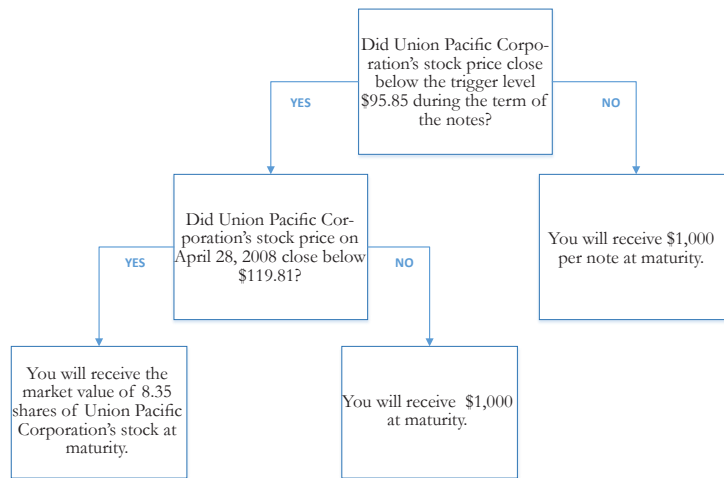 Did Union Pacific Corpo-
ration's stock price close
below the trigger level
$95.85 during the term of
the notes?
YES
NO
Did Union Pacific Cor-
poration's stock price on
April 28, 2008 close below
$119.81?
You will receive $1,000
per note at maturity.
YES
NO
You will receive the
market value of 8.35
shares of Union Pacific
Corporation's stock at
maturity.
You will receive $1,000
at maturity.